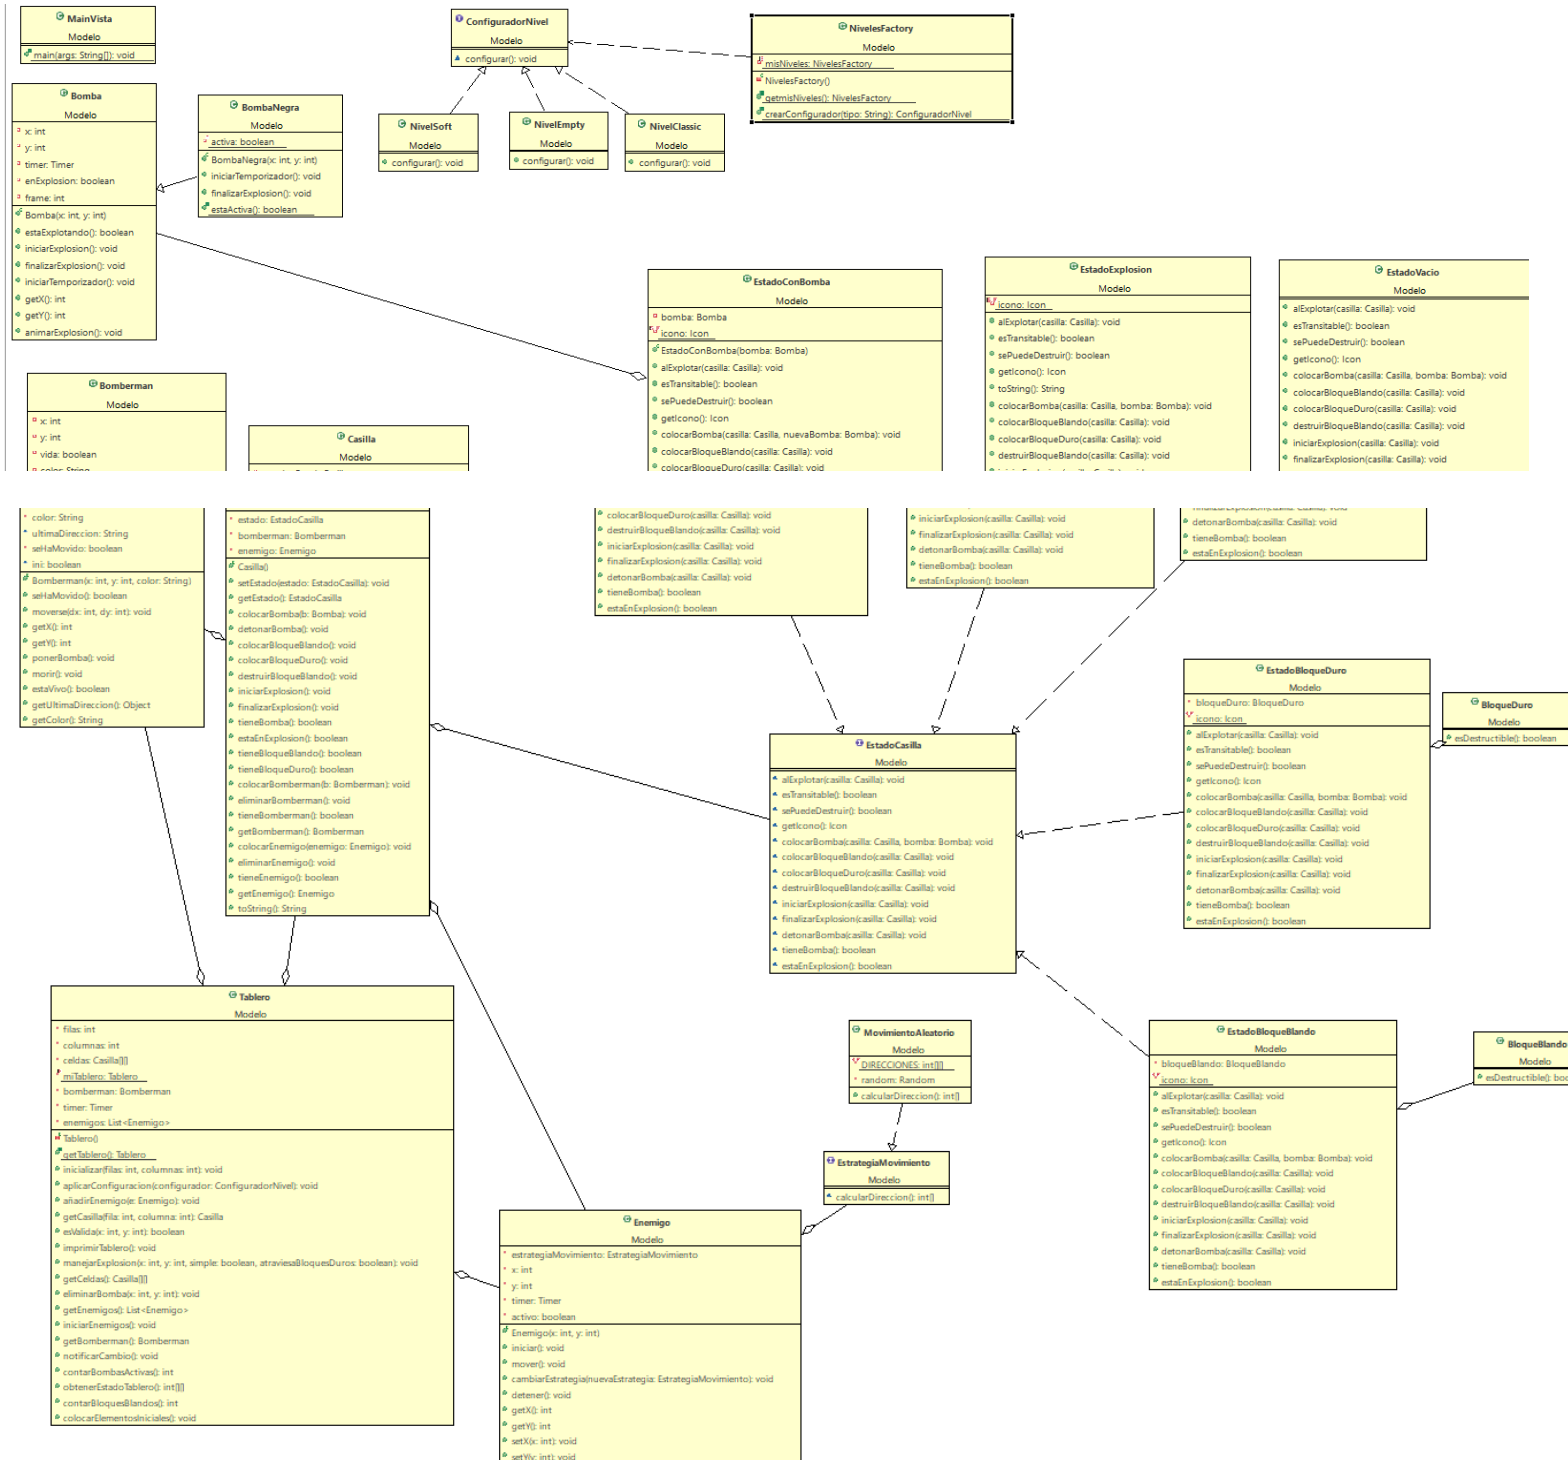 MainVista
Modelo
main(args: String[]): void
Bomba
Modelo
x: int
y: int
timer: Timer
enExplosion: boolean
frame: int
Bomba(x: int, y: int)
estaExplotando(): boolean
iniciarExplosion(): void
finalizarExplosion(): void
iniciarTemporizador(): void
getX(): int
getY(): int
animarExplosion(): void
BombaNegra
Modelo
activa: boolean
BombaNegra(x: int, y: int)
iniciarTemporizador(): void
finalizarExplosion(): void
estaActiva(): boolean
ConfiguradorNivel
Modelo
configurar(): void
NivelSoft
Modelo
configurar(): void
NivelEmpty
Modelo
configurar(): void
NivelClassic
Modelo
configurar(): void
NivelesFactory
Modelo
misNiveles: NivelesFactory
NivelesFactory()
getmisNiveles(): NivelesFactory
crearConfigurador(tipo: String): ConfiguradorNivel
EstadoConBomba
Modelo
bomba: Bomba
icono: Icon
EstadoConBomba(bomba: Bomba)
alExplotar(casilla: Casilla): void
esTransitable(): boolean
sePuedeDestruir(): boolean
getIcono(): Icon
colocarBomba(casilla: Casilla, nuevaBomba: Bomba): void
colocarBloqueBlando(casilla: Casilla): void
colocarBloqueDuro(casilla: Casilla): void
EstadoExplosion
Modelo
icono: Icon
alExplotar(casilla: Casilla): void
esTransitable(): boolean
sePuedeDestruir(): boolean
getIcono(): Icon
toString(): String
colocarBomba(casilla: Casilla, bomba: Bomba): void
colocarBloqueBlando(casilla: Casilla): void
colocarBloqueDuro(casilla: Casilla): void
destruirBloqueBlando(casilla: Casilla): void
EstadoVacio
Modelo
alExplotar(casilla: Casilla): void
esTransitable(): boolean
sePuedeDestruir(): boolean
getIcono(): Icon
colocarBomba(casilla: Casilla, bomba: Bomba): void
colocarBloqueBlando(casilla: Casilla): void
colocarBloqueDuro(casilla: Casilla): void
destruirBloqueBlando(casilla: Casilla): void
iniciarExplosion(casilla: Casilla): void
finalizarExplosion(casilla: Casilla): void
Bomberman
Modelo
x: int
y: int
vida: boolean
color: String
Casilla
Modelo
color: String
ultimaDireccion: String
seHaMovido: boolean
ini: boolean
Bomberman(x: int, y: int, color: String)
seHaMovido(): boolean
moverse(dx: int, dy: int): void
getX(): int
getY(): int
ponerBomba(): void
morir(): void
estaVivo(): boolean
getUltimaDireccion(): Object
getColor(): String
estado: EstadoCasilla
bomberman: Bomberman
enemigo: Enemigo
Casilla()
setEstado(estado: EstadoCasilla): void
getEstado(): EstadoCasilla
colocarBomba(b: Bomba): void
detonarBomba(): void
colocarBloqueBlando(): void
colocarBloqueDuro(): void
destruirBloqueBlando(): void
iniciarExplosion(): void
finalizarExplosion(): void
tieneBomba(): boolean
estaEnExplosion(): boolean
tieneBloqueBlando(): boolean
tieneBloqueDuro(): boolean
colocarBomberman(b: Bomberman): void
eliminarBomberman(): void
tieneBomberman(): boolean
getBomberman(): Bomberman
colocarEnemigo(enemigo: Enemigo): void
eliminarEnemigo(): void
tieneEnemigo(): boolean
getEnemigo(): Enemigo
toString(): String
colocarBloqueDuro(casilla: Casilla): void
destruirBloqueBlando(casilla: Casilla): void
iniciarExplosion(casilla: Casilla): void
finalizarExplosion(casilla: Casilla): void
detonarBomba(casilla: Casilla): void
tieneBomba(): boolean
estaEnExplosion(): boolean
iniciarExplosion(casilla: Casilla): void
finalizarExplosion(casilla: Casilla): void
detonarBomba(casilla: Casilla): void
tieneBomba(): boolean
estaEnExplosion(): boolean
detonarBomba(casilla: Casilla): void
tieneBomba(): boolean
estaEnExplosion(): boolean
EstadoCasilla
Modelo
alExplotar(casilla: Casilla): void
esTransitable(): boolean
sePuedeDestruir(): boolean
getIcono(): Icon
colocarBomba(casilla: Casilla, bomba: Bomba): void
colocarBloqueBlando(casilla: Casilla): void
colocarBloqueDuro(casilla: Casilla): void
destruirBloqueBlando(casilla: Casilla): void
iniciarExplosion(casilla: Casilla): void
finalizarExplosion(casilla: Casilla): void
detonarBomba(casilla: Casilla): void
tieneBomba(): boolean
estaEnExplosion(): boolean
EstadoBloqueDuro
Modelo
bloqueDuro: BloqueDuro
icono: Icon
alExplotar(casilla: Casilla): void
esTransitable(): boolean
sePuedeDestruir(): boolean
getIcono(): Icon
colocarBomba(casilla: Casilla, bomba: Bomba): void
colocarBloqueBlando(casilla: Casilla): void
colocarBloqueDuro(casilla: Casilla): void
destruirBloqueBlando(casilla: Casilla): void
iniciarExplosion(casilla: Casilla): void
finalizarExplosion(casilla: Casilla): void
detonarBomba(casilla: Casilla): void
tieneBomba(): boolean
estaEnExplosion(): boolean
BloqueDuro
Modelo
esDestructible(): boolean
Tablero
Modelo
filas: int
columnas: int
celdas: Casilla[][]
miTablero: Tablero
bomberman: Bomberman
timer: Timer
enemigos: List<Enemigo>
Tablero()
getTablero(): Tablero
inicializar(filas: int, columnas: int): void
aplicarConfiguracion(configurador: ConfiguradorNivel): void
añadirEnemigo(e: Enemigo): void
getCasilla(fila: int, columna: int): Casilla
esValida(x: int, y: int): boolean
imprimirTablero(): void
manejarExplosion(x: int, y: int, simple: boolean, atraviesaBloquesDuros: boolean): void
getCeldas(): Casilla[][]
eliminarBomba(x: int, y: int): void
getEnemigos(): List<Enemigo>
iniciarEnemigos(): void
getBomberman(): Bomberman
notificarCambio(): void
contarBombasActivas(): int
obtenerEstadoTablero(): int[][]
contarBloquesBlandos(): int
colocarElementosIniciales(): void
MovimientoAleatorio
Modelo
DIRECCIONES: int[][]
random: Random
calcularDireccion(): int[]
EstrategiaMovimiento
Modelo
calcularDireccion(): int[]
Enemigo
Modelo
estrategiaMovimiento: EstrategiaMovimiento
x: int
y: int
timer: Timer
activo: boolean
Enemigo(x: int, y: int)
iniciar(): void
mover(): void
cambiarEstrategia(nuevaEstrategia: EstrategiaMovimiento): void
detener(): void
getX(): int
getY(): int
setX(x: int): void
setY(y: int): void
EstadoBloqueBlando
Modelo
bloqueBlando: BloqueBlando
icono: Icon
alExplotar(casilla: Casilla): void
esTransitable(): boolean
sePuedeDestruir(): boolean
getIcono(): Icon
colocarBomba(casilla: Casilla, bomba: Bomba): void
colocarBloqueBlando(casilla: Casilla): void
colocarBloqueDuro(casilla: Casilla): void
destruirBloqueBlando(casilla: Casilla): void
iniciarExplosion(casilla: Casilla): void
finalizarExplosion(casilla: Casilla): void
detonarBomba(casilla: Casilla): void
tieneBomba(): boolean
estaEnExplosion(): boolean
BloqueBlando
Modelo
esDestructible(): boo